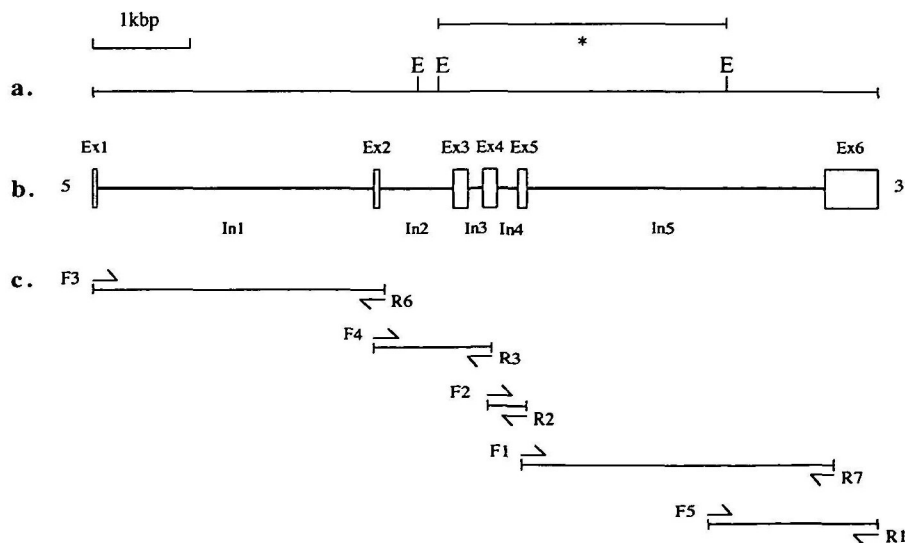 1kbp
*
E E E
a.
Ex1 Ex2 Ex3 Ex4 Ex5 Ex6
b. 5 3
In1 In2 In3 In4 In5
c. F3
R6
F4
R3
F2
R2
F1
R7
F5
R1